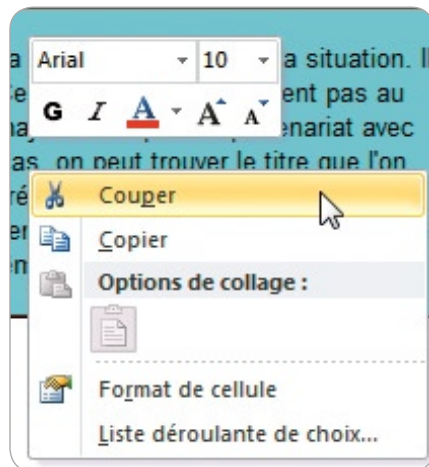 a Arial 10 a situation. Il
G I A A A ent pas au
enariat avec
as, on peut trouver le titre que l'on
Couper
Copier
Options de collage :
Format de cellule
Liste déroulante de choix...